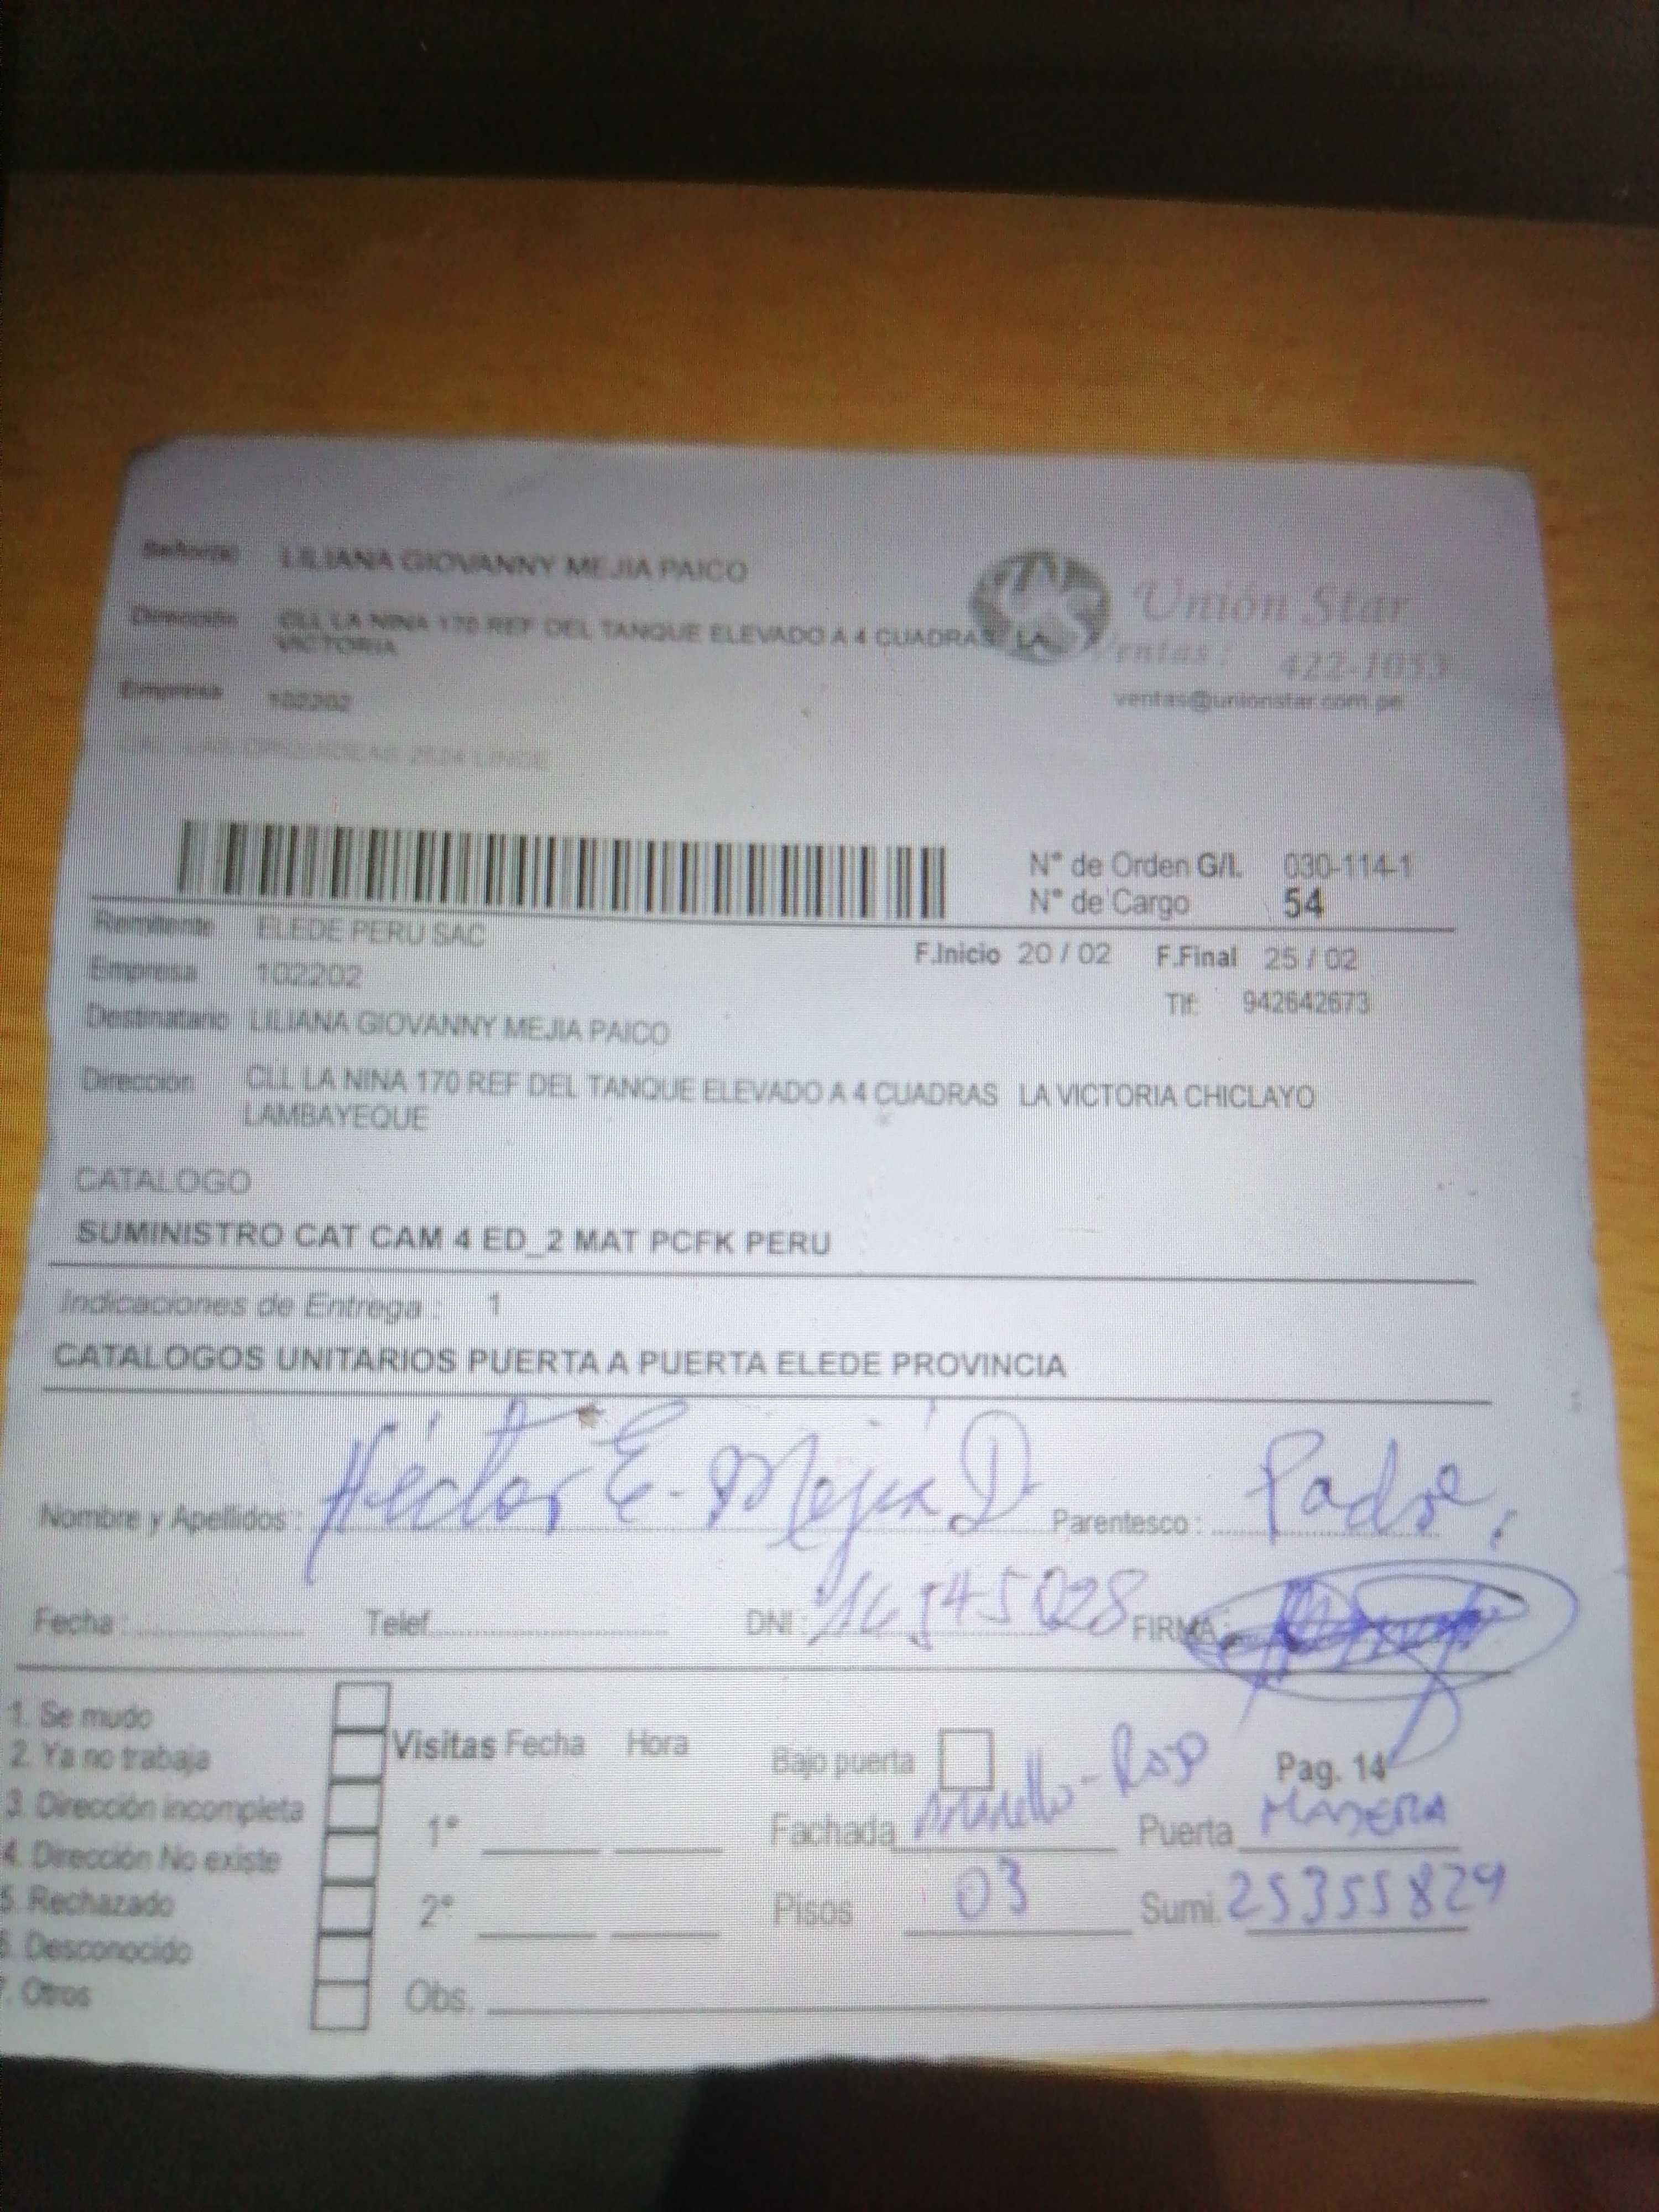 Señor(a) LILIANA GIOVANNY MEJIA PAICO
Unión Star
Dirección CLL LA NINA 170 REF DEL TANQUE ELEVADO A 4 CUADRAS LA
VICTORIA
Ventas: 422-1053
Empresa 102202
ventas@unionstar.com.pe
N° de Orden G/I. 030-114-1
N° de Cargo 54
Remitente ELEDE PERU SAC
F.Inicio 20 / 02 F.Final 25 / 02
Empresa 102202
Tlf: 942642673
Destinatario LILIANA GIOVANNY MEJIA PAICO
Dirección CLL LA NINA 170 REF DEL TANQUE ELEVADO A 4 CUADRAS LA VICTORIA CHICLAYO
LAMBAYEQUE
CATALOGO
SUMINISTRO CAT CAM 4 ED_2 MAT PCFK PERU
Indicaciones de Entrega : 1
CATALOGOS UNITARIOS PUERTA A PUERTA ELEDE PROVINCIA
Nombre y Apellidos : Héctor E. Mejía D Parentesco : Padre.
Fecha : Telef. DNI : 16545028 FIRMA :
1. Se mudo
2. Ya no trabaja
3. Dirección incompleta
4. Dirección No existe
5. Rechazado
6. Desconocido
7. Otros
Visitas Fecha Hora
1°
2°
Obs.
Bajo puerta Pag. 14
Fachada Puerta MADERA
Pisos 03 Sumi. 25355829